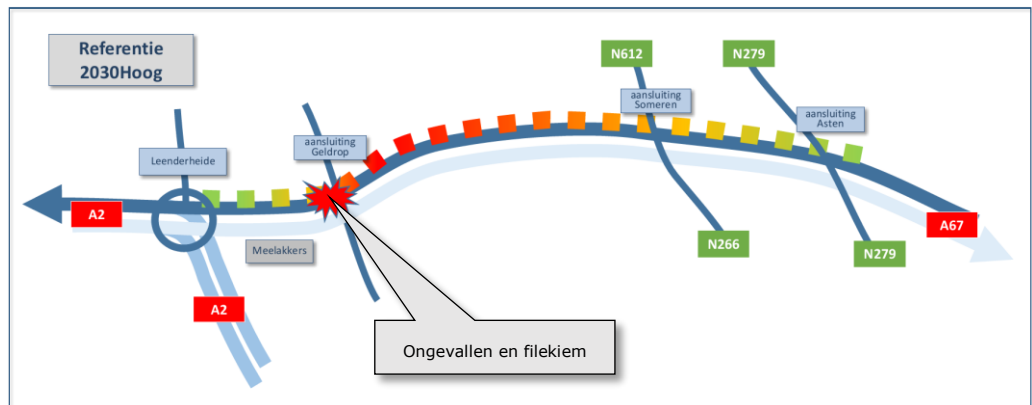 Referentie
2030Hoog
N612
N279
aansluiting
Someren
aansluiting
Asten
aansluiting
Geldrop
Leenderheide
A2
Meelakkers
A67
N266
N279
A2
Ongevallen en filekiem